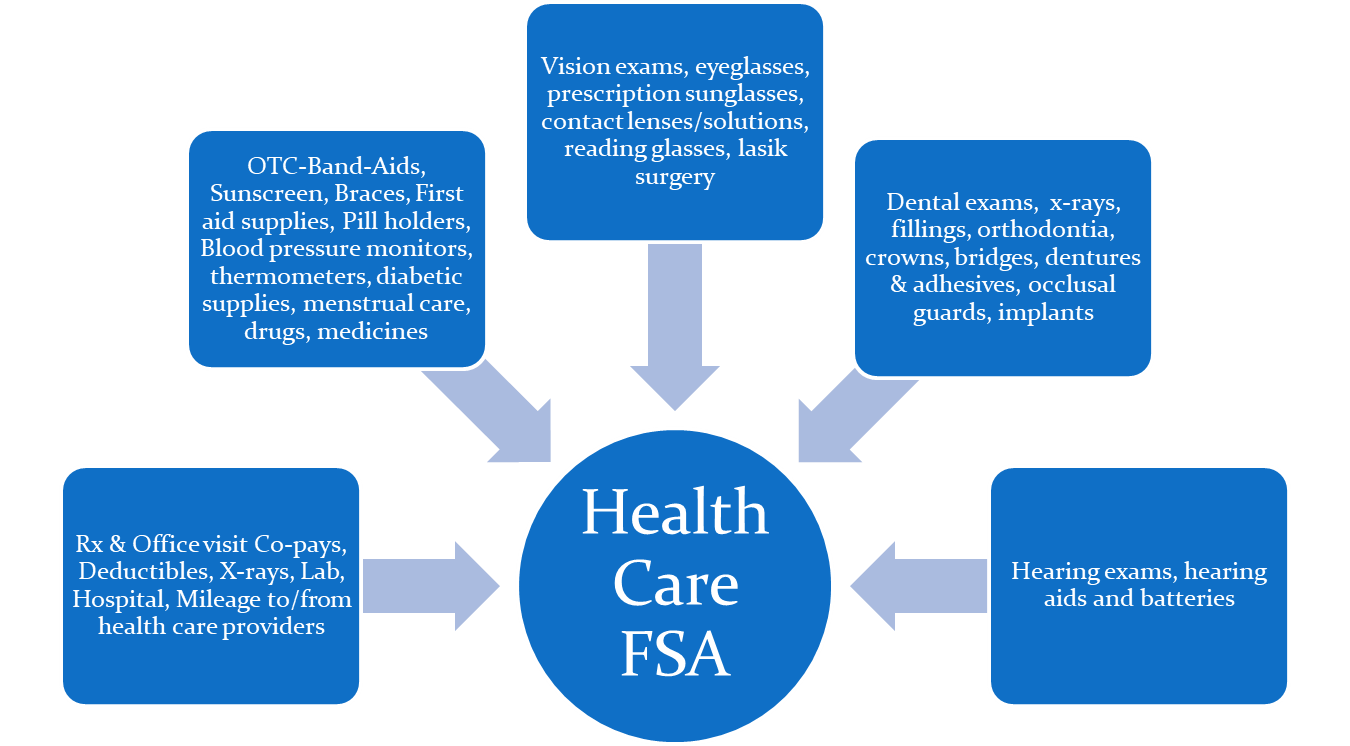 Vision exams, eyeglasses,
prescription sunglasses,
contact lenses/solutions,
reading glasses, lasik
surgery
OTC-Band-Aids,
Sunscreen, Braces, First
aid supplies, Pill holders,
Blood pressure monitors,
thermometers, diabetic
supplies, menstrual care,
drugs, medicines
Dental exams, x-rays,
fillings, orthodontia,
crowns, bridges, dentures
& adhesives, occlusal
guards, implants
Rx & Office visit Co-pays,
Deductibles, X-rays, Lab,
Hospital, Mileage to/from
health care providers
Health
Care
FSA
Hearing exams, hearing
aids and batteries